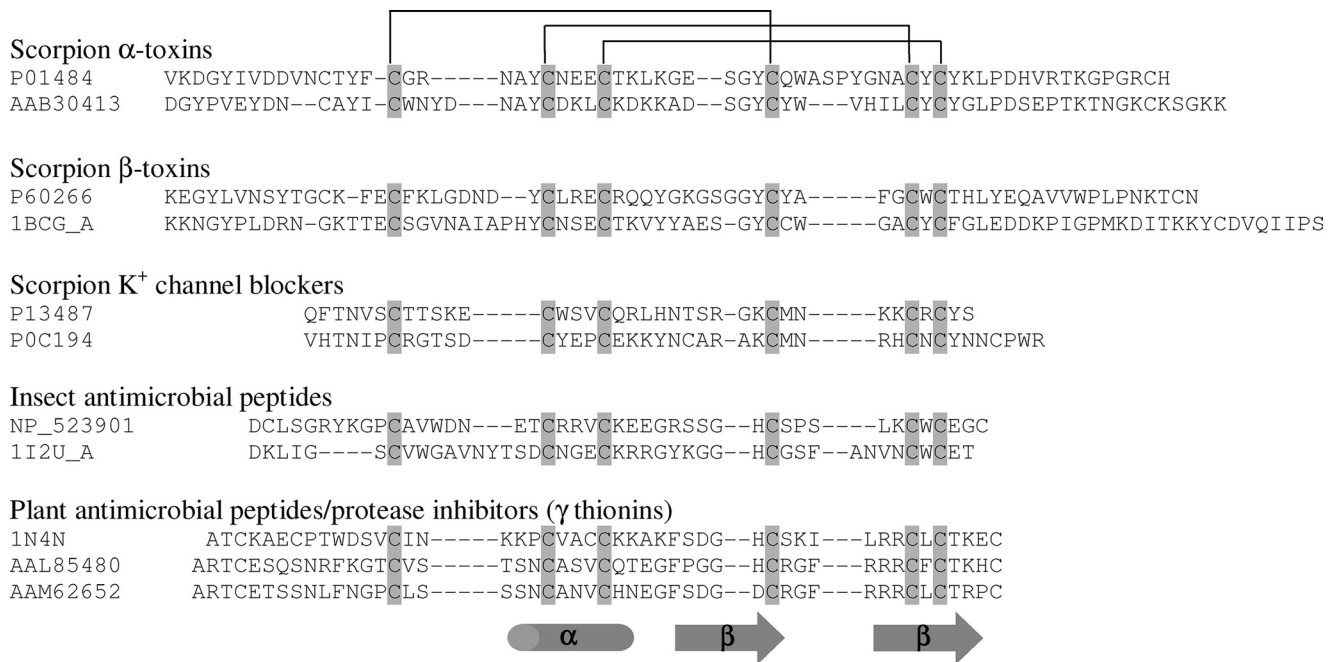 Scorpion α-toxins
P01484 VKDGYIVDDVNCTYF-CGR-----NAYCNEECTKLKGE--SGYCQWASPYGNACYCYKLPDHVRTKGPGRCH
AAB30413 DGYPVEYDN--CAYI-CWNYD---NAYCDKLCKDKKAD--SGYCYW---VHILCYCYGLPDSEPTKTNGKCKSGKK
Scorpion β-toxins
P60266 KEGYLVNSYTGCK-FECFKLGDND--YCLRECRQQYGKGSGGYCYA-----FGCWCTHLYEQAVVWPLPNKTCN
1BCG_A KKNGYPLDRN-GKTTECSGVNAIAPHYCNSECTKVYYAES-GYCCW-----GACYCFGLEDDKPIGPMKDITKKYCDVQIIPS
Scorpion K+ channel blockers
P13487 QFTNVSCTTSKE-----CWSVCQRLHNTSR-GKCMN-----KKCRCYS
P0C194 VHTNIPCRGTSD-----CYEPCEKKYNCAR-AKCMN-----RHCNCYNNCPWR
Insect antimicrobial peptides
NP_523901 DCLSGRYKGPCAVWDN---ETCRRVCKEEGRSSG--HCSPS----LKCWCEGC
1I2U_A DKLIG----SCVWGAVNYTSDCNGECKRRGYKGG--HCGSF--ANVNCWCET
Plant antimicrobial peptides/protease inhibitors (γ thionins)
1N4N ATCKAECPTWDSVCIN-----KKPCVACCKKAKFSDG--HCSKI---LRRCLCTKEC
AAL85480 ARTCESQSNRFKGTCVS-----TSNCASVCQTEGFPGG--HCRGF---RRRCFCTKHC
AAM62652 ARTCETSSNLFNGPCLS-----SSNCANVCHNEGFSDG--DCRGF---RRRCLCTRPC
α β β